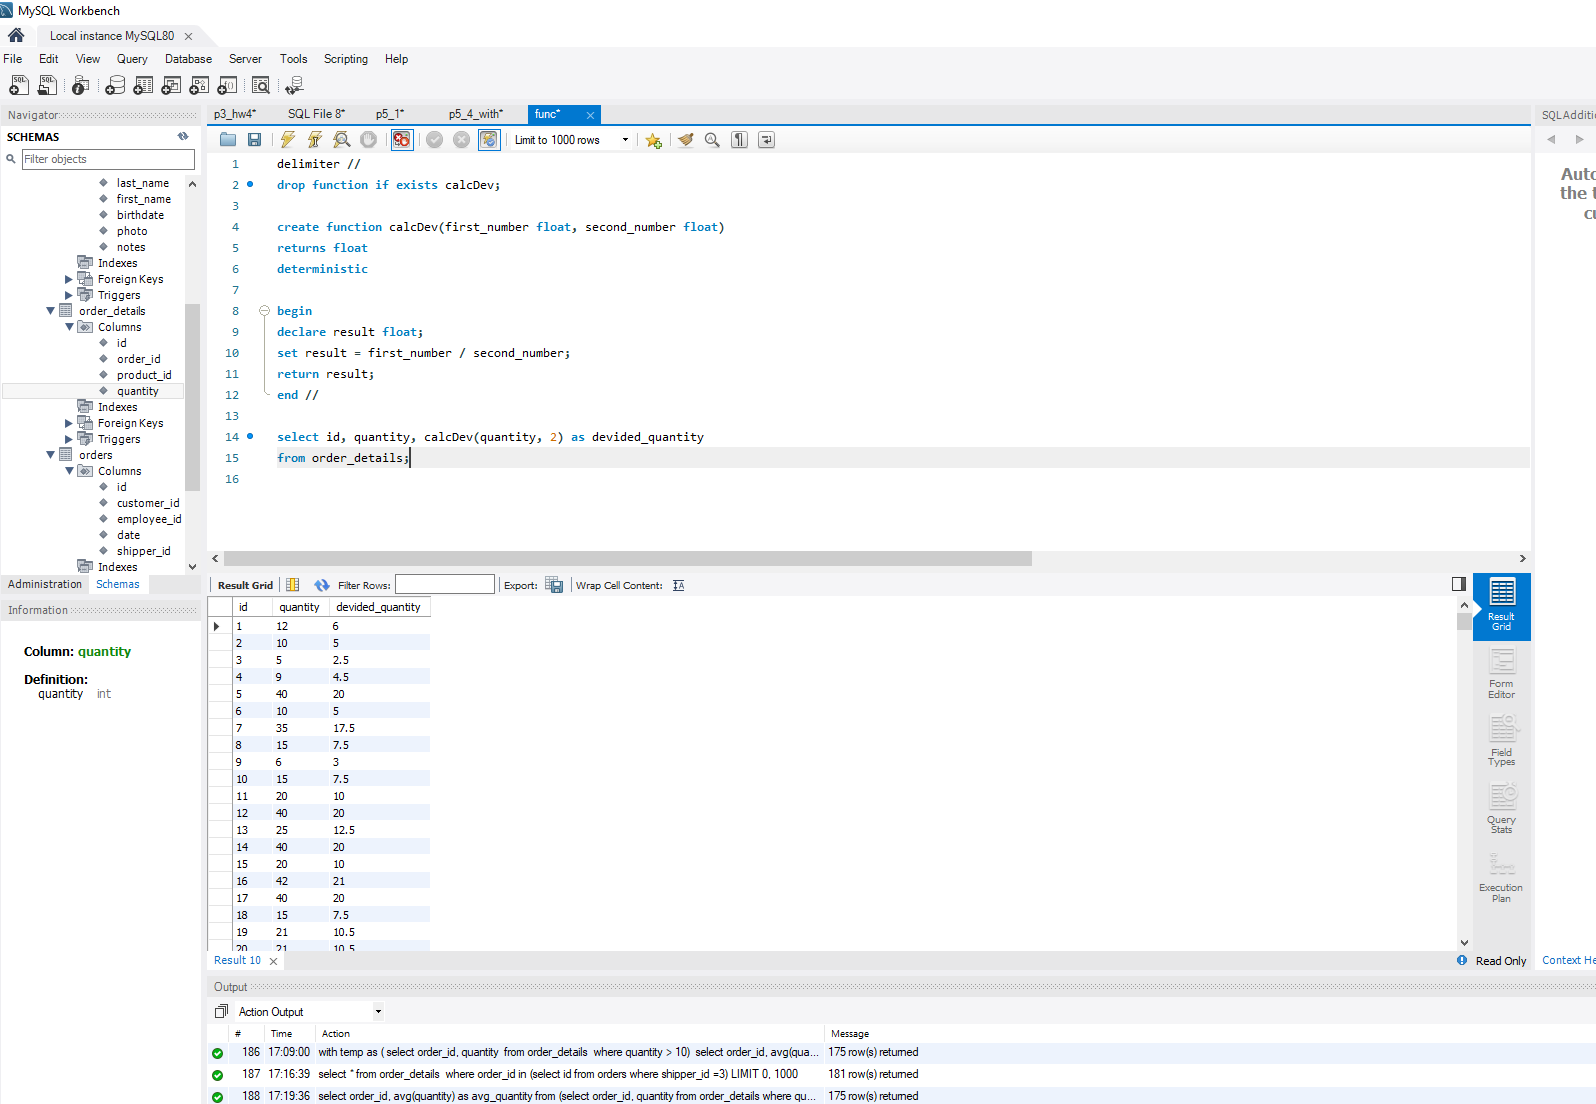 MySQL Workbench
Local instance MySQL80
File Edit View Query Database Server Tools Scripting Help
Navigator
SCHEMAS
Filter objects
last_name
first_name
birthdate
photo
notes
Indexes
Foreign Keys
Triggers
order_details
Columns
id
order_id
product_id
quantity
Indexes
Foreign Keys
Triggers
orders
Columns
id
customer_id
employee_id
date
shipper_id
Indexes
Administration Schemas
Information
Column: quantity
Definition:
quantity int
p3_hw4* SQL File 8* p5_1* p5_4_with* func*
Limit to 1000 rows
1 delimiter //
2 drop function if exists calcDev;
3
4 create function calcDev(first_number float, second_number float)
5 returns float
6 deterministic
7
8 begin
9 declare result float;
10 set result = first_number / second_number;
11 return result;
12 end //
13
14 select id, quantity, calcDev(quantity, 2) as devided_quantity
15 from order_details;
16
Result Grid Filter Rows: Export: Wrap Cell Content:
id quantity devided_quantity
1 12 6
2 10 5
3 5 2.5
4 9 4.5
5 40 20
6 10 5
7 35 17.5
8 15 7.5
9 6 3
10 15 7.5
11 20 10
12 40 20
13 25 12.5
14 40 20
15 20 10
16 42 21
17 40 20
18 15 7.5
19 21 10.5
20 21 10.5
Result Grid
Form Editor
Field Types
Query Stats
Execution Plan
Result 10
Read Only
Output
Action Output
# Time Action Message
186 17:09:00 with temp as ( select order_id, quantity from order_details where quantity > 10) select order_id, avg(qua... 175 row(s) returned
187 17:16:39 select * from order_details where order_id in (select id from orders where shipper_id =3) LIMIT 0, 1000 181 row(s) returned
188 17:19:36 select order_id, avg(quantity) as avg_quantity from (select order_id, quantity from order_details where qu... 175 row(s) returned
SQLAdditi
Auto
the t
cu
Context He